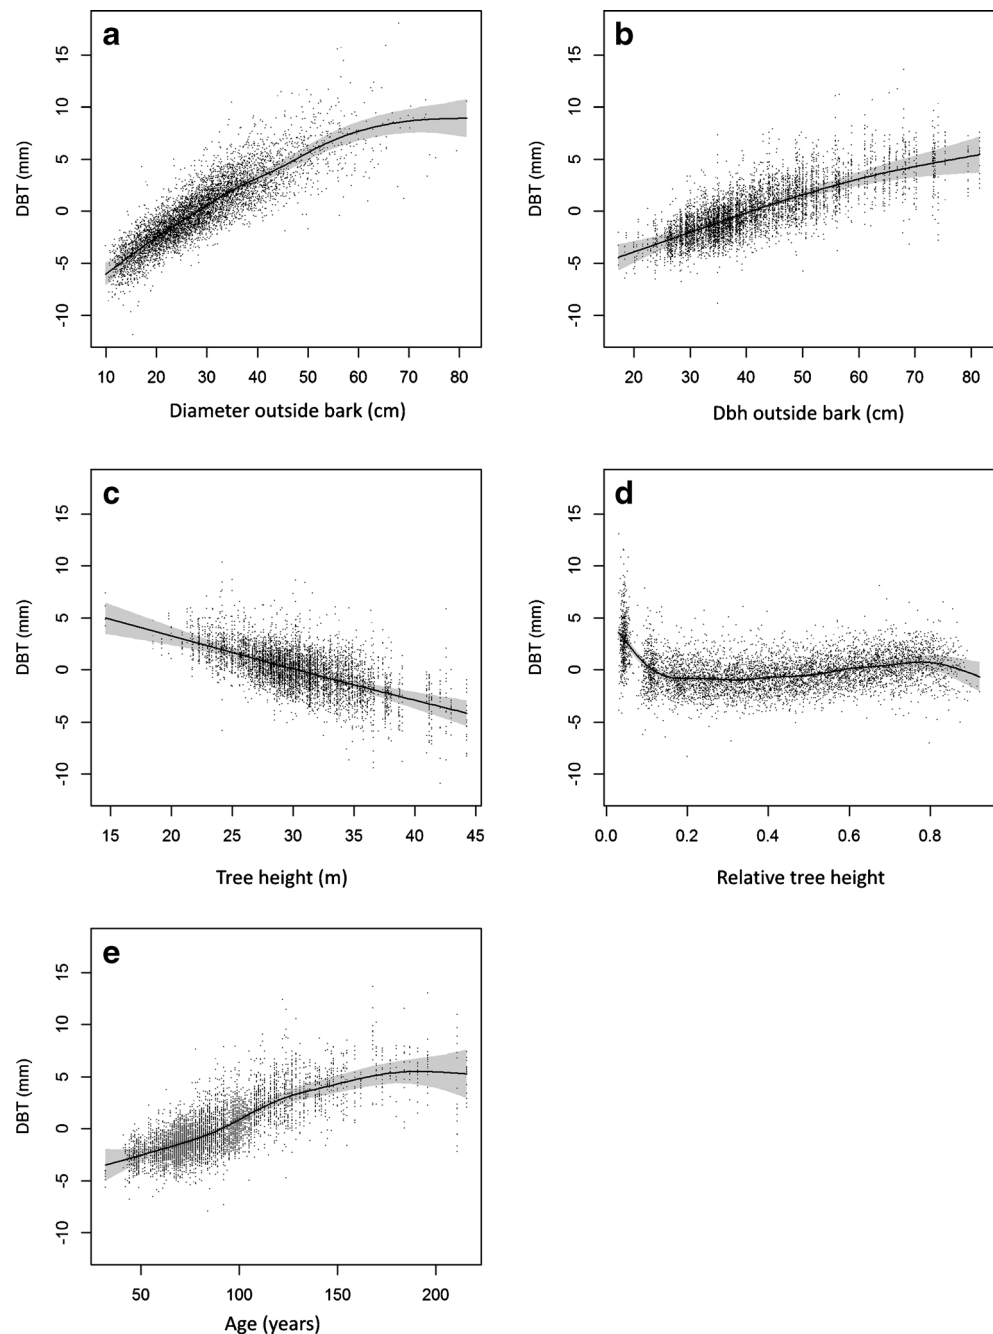 a
DBT (mm)
15
10
5
0
-5
-10
10 20 30 40 50 60 70 80
Diameter outside bark (cm)
b
DBT (mm)
15
10
5
0
-5
-10
20 30 40 50 60 70 80
Dbh outside bark (cm)
c
DBT (mm)
15
10
5
0
-5
-10
15 20 25 30 35 40 45
Tree height (m)
d
DBT (mm)
15
10
5
0
-5
-10
0.0 0.2 0.4 0.6 0.8
Relative tree height
e
DBT (mm)
15
10
5
0
-5
-10
50 100 150 200
Age (years)